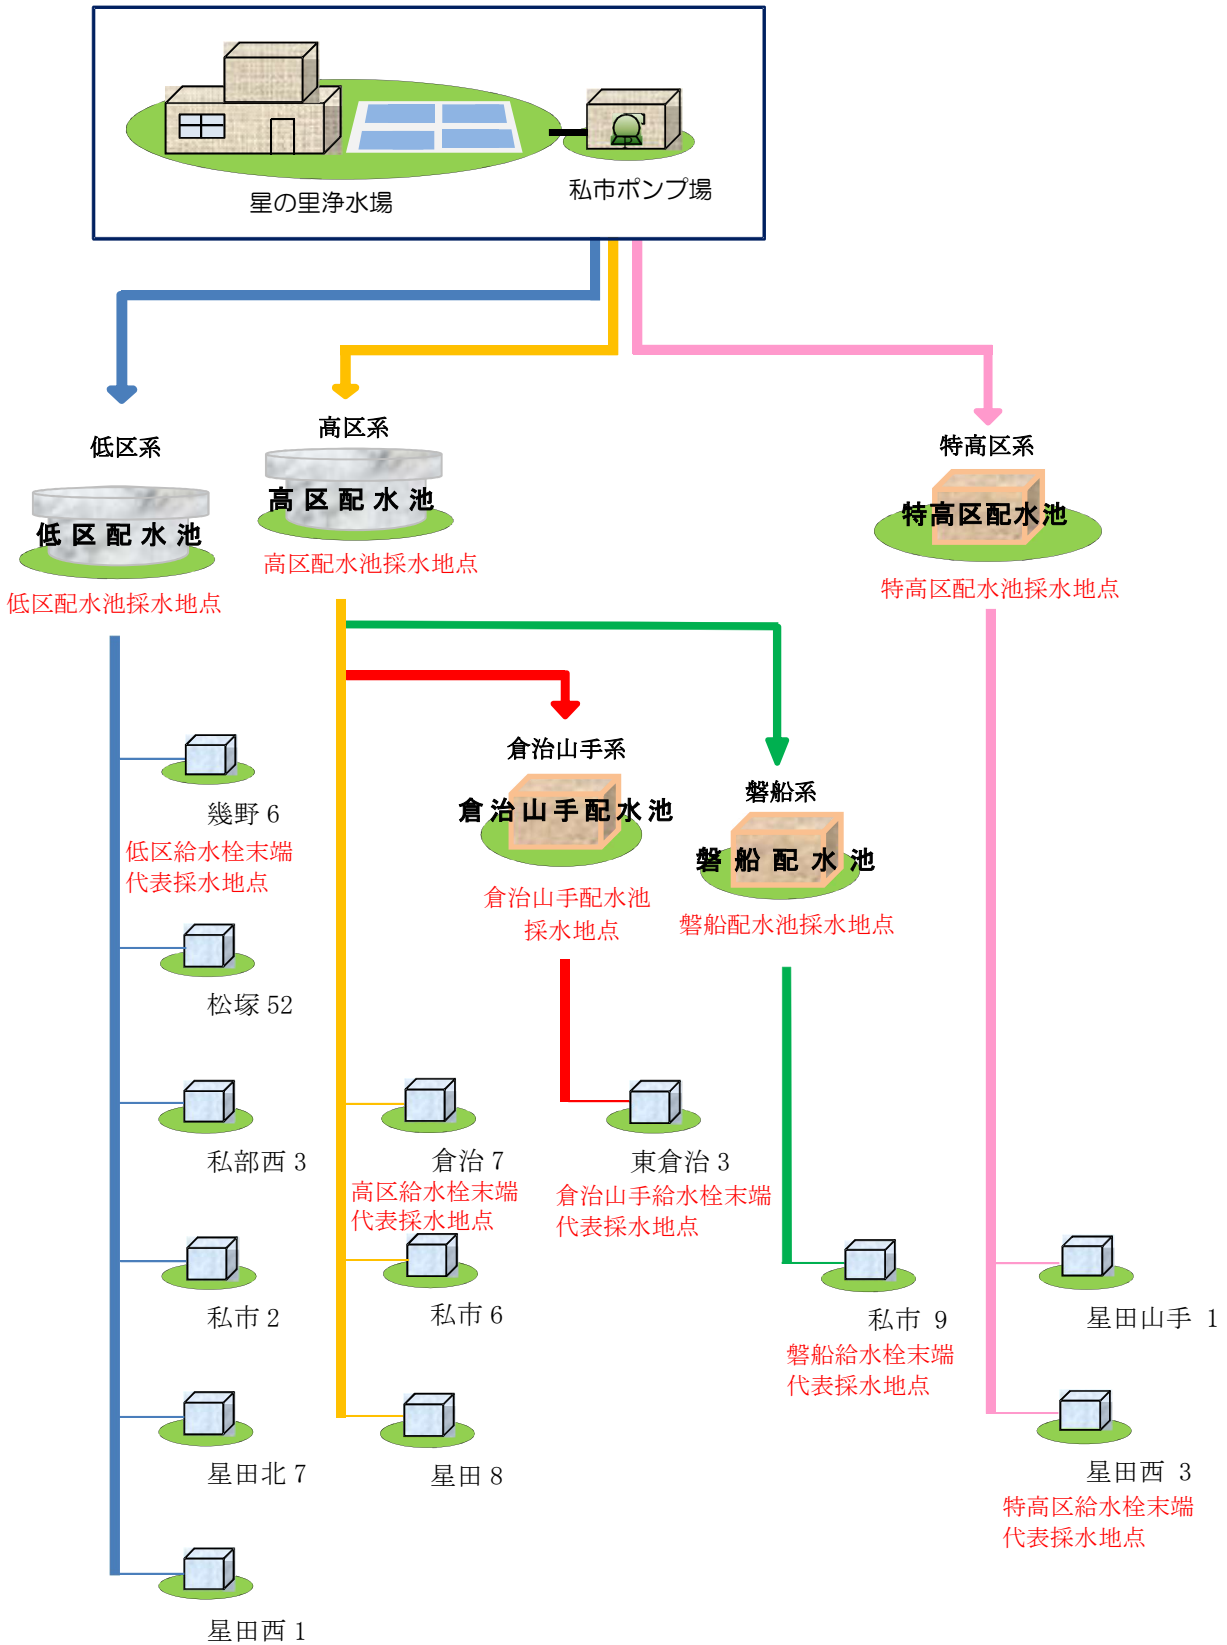 星の里浄水場
私市ポンプ場
低区系
高区系
特高区系
低区配水池
高区配水池
特高区配水池
低区配水池採水地点
高区配水池採水地点
特高区配水池採水地点
倉治山手系
倉治山手配水池
倉治山手配水池
採水地点
磐船系
磐船配水池
磐船配水池採水地点
幾野 6
低区給水栓末端
代表採水地点
松塚 52
私部西 3
私市 2
星田北 7
星田西 1
倉治 7
高区給水栓末端
代表採水地点
私市 6
星田 8
東倉治 3
倉治山手給水栓末端
代表採水地点
私市 9
磐船給水栓末端
代表採水地点
星田山手 1
星田西 3
特高区給水栓末端
代表採水地点